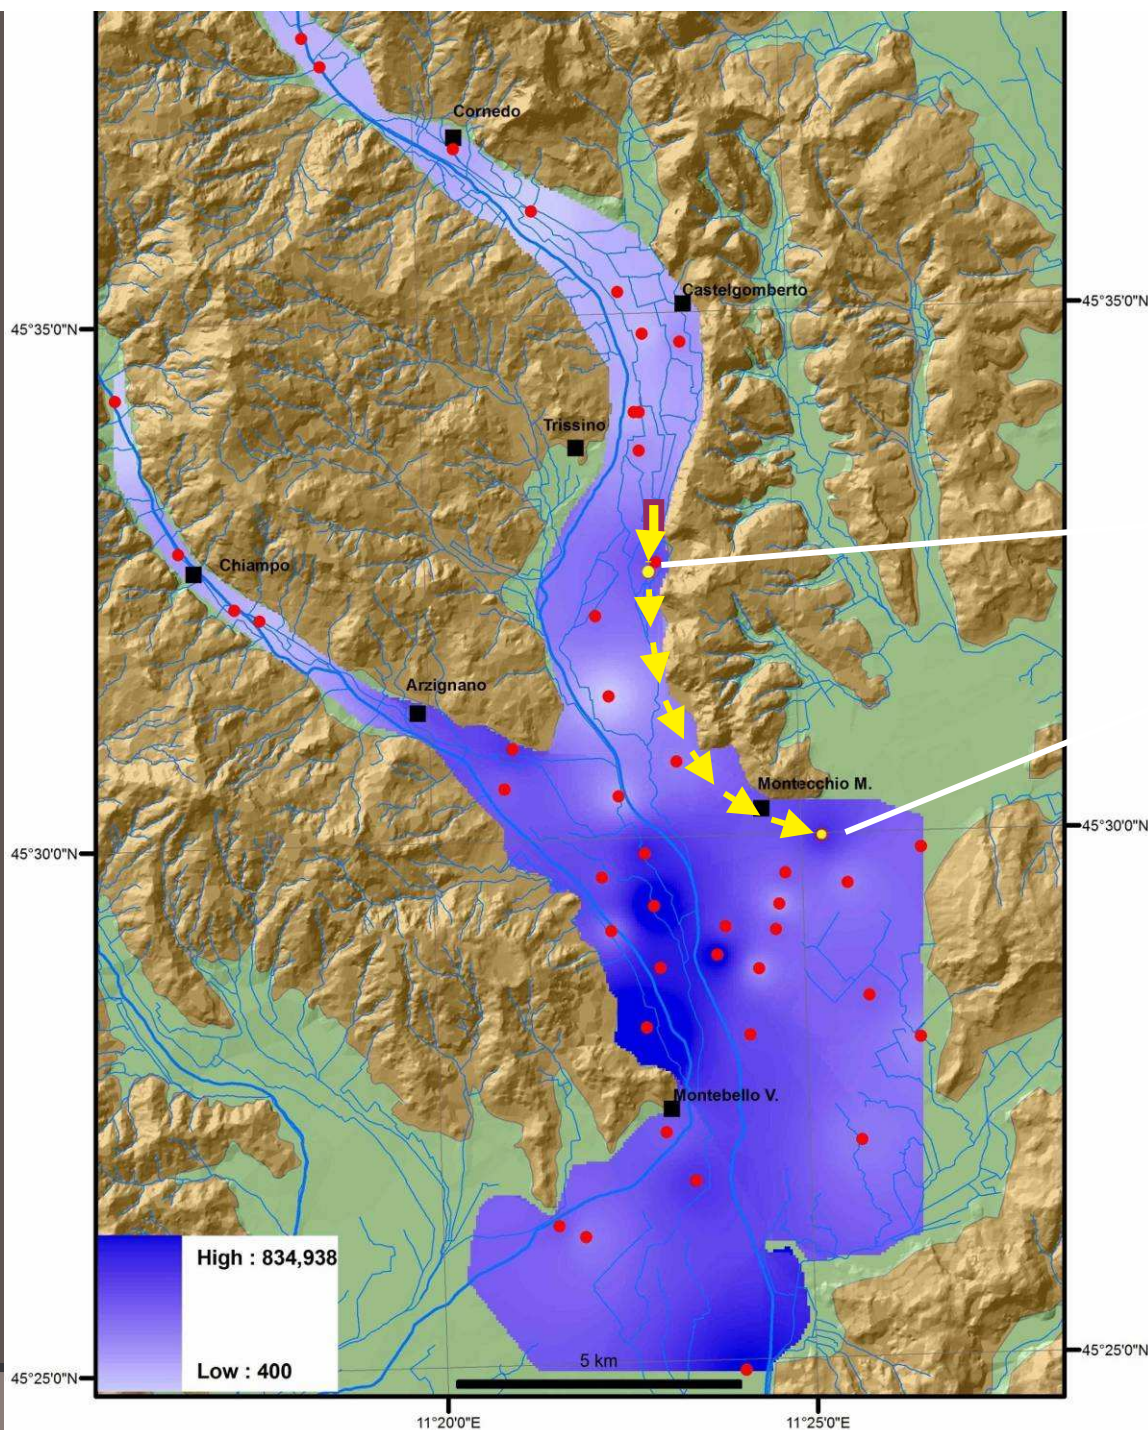 Cornedo
Castelgomberto
45°35'0"N
45°35'0"N
Trissino
Chiampo
Arzignano
Montecchio M.
45°30'0"N
45°30'0"N
Montebello V.
High : 834,938
Low : 400
5 km
45°25'0"N
45°25'0"N
11°20'0"E
11°25'0"E